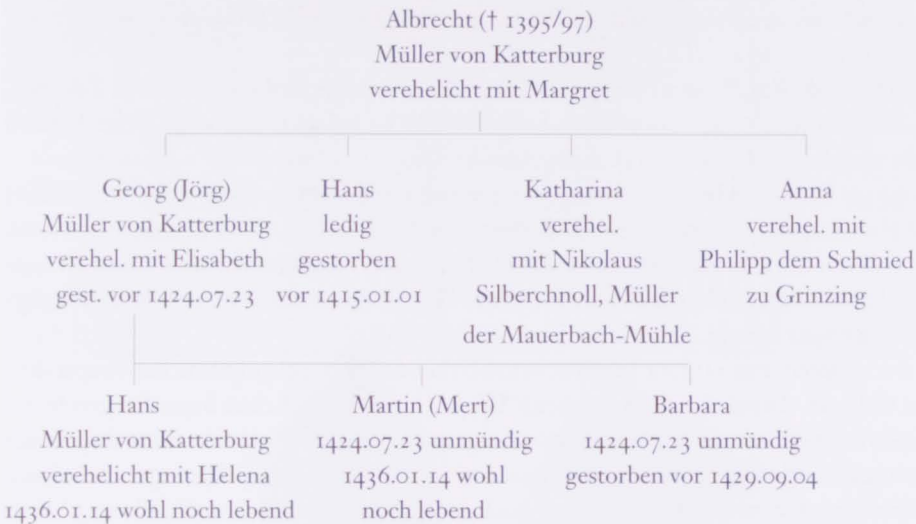 Albrecht († 1395/97)
Müller von Katterburg
verehelicht mit Margret
Georg (Jörg)
Müller von Katterburg
verehel. mit Elisabeth
gest. vor 1424.07.23
Hans
ledig
gestorben
vor 1415.01.01
Katharina
verehel.
mit Nikolaus
Silberchnoll, Müller
der Mauerbach-Mühle
Anna
verehel. mit
Philipp dem Schmied
zu Grinzing
Hans
Müller von Katterburg
verehelicht mit Helena
1436.01.14 wohl noch lebend
Martin (Mert)
1424.07.23 unmündig
1436.01.14 wohl
noch lebend
Barbara
1424.07.23 unmündig
gestorben vor 1429.09.04